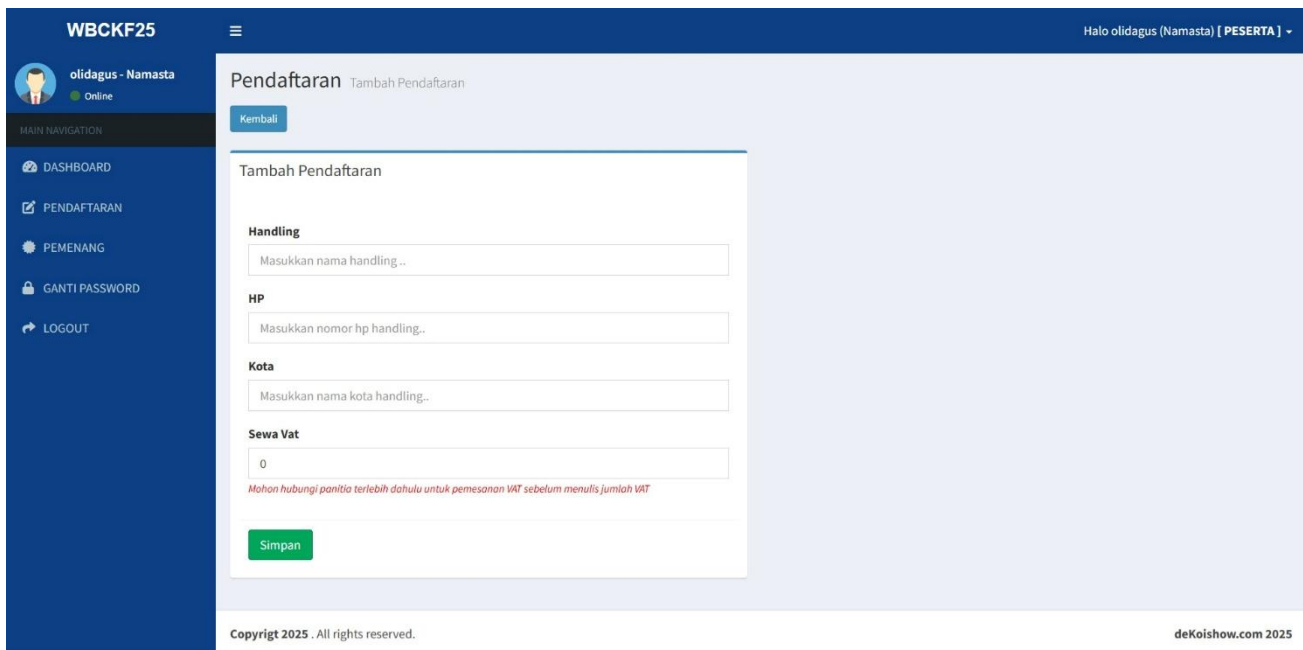 WBCKF25
Halo olidagus (Namasta) [ PESERTA ]
olidagus - Namasta
Online
MAIN NAVIGATION
DASHBOARD
PENDAFTARAN
PEMENANG
GANTI PASSWORD
LOGOUT
Pendaftaran Tambah Pendaftaran
Kembali
Tambah Pendaftaran
Handling
Masukkan nama handling ..
HP
Masukkan nomor hp handling..
Kota
Masukkan nama kota handling..
Sewa Vat
0
Mohon hubungi panitia terlebih dahulu untuk pemesanan VAT sebelum menulis jumlah VAT
Simpan
Copyrigt 2025 . All rights reserved.
deKoishow.com 2025